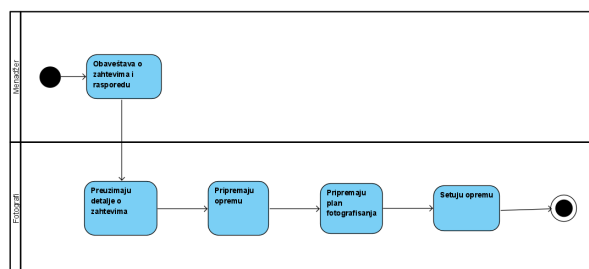 Menadžer
Obaveštava o
zahtevima i
rasporedu
Fotografi
Preuzimaju
detalje o
zahtevima
Pripremaju
opremu
Pripremaju
plan
fotografisanja
Setuju opremu